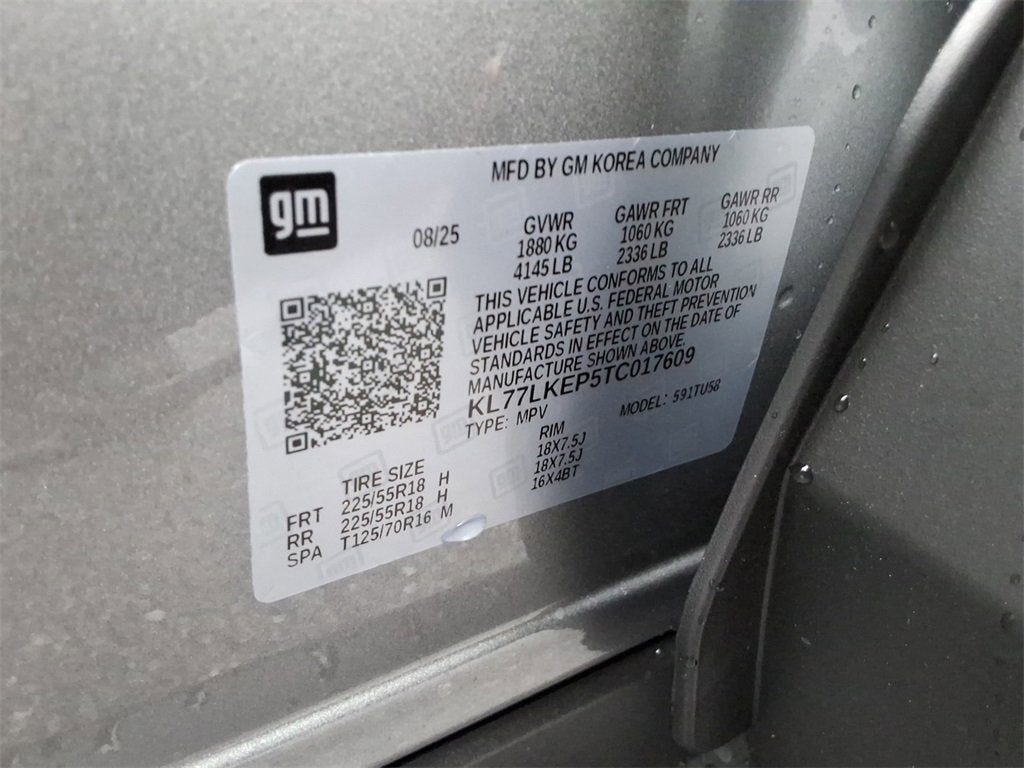 MFD BY GM KOREA COMPANY
gm
08/25
GVWR GAWR FRT GAWR RR
1880 KG 1060 KG 1060 KG
4145 LB 2336 LB 2336 LB
THIS VEHICLE CONFORMS TO ALL
APPLICABLE U.S. FEDERAL MOTOR
VEHICLE SAFETY AND THEFT PREVENTION
STANDARDS IN EFFECT ON THE DATE OF
MANUFACTURE SHOWN ABOVE.
KL77LKEP5TC017609
TYPE: MPV MODEL: 591TU58
TIRE SIZE RIM
FRT 225/55R18 H 18X7.5J
RR 225/55R18 H 18X7.5J
SPA T125/70R16 M 16X4BT